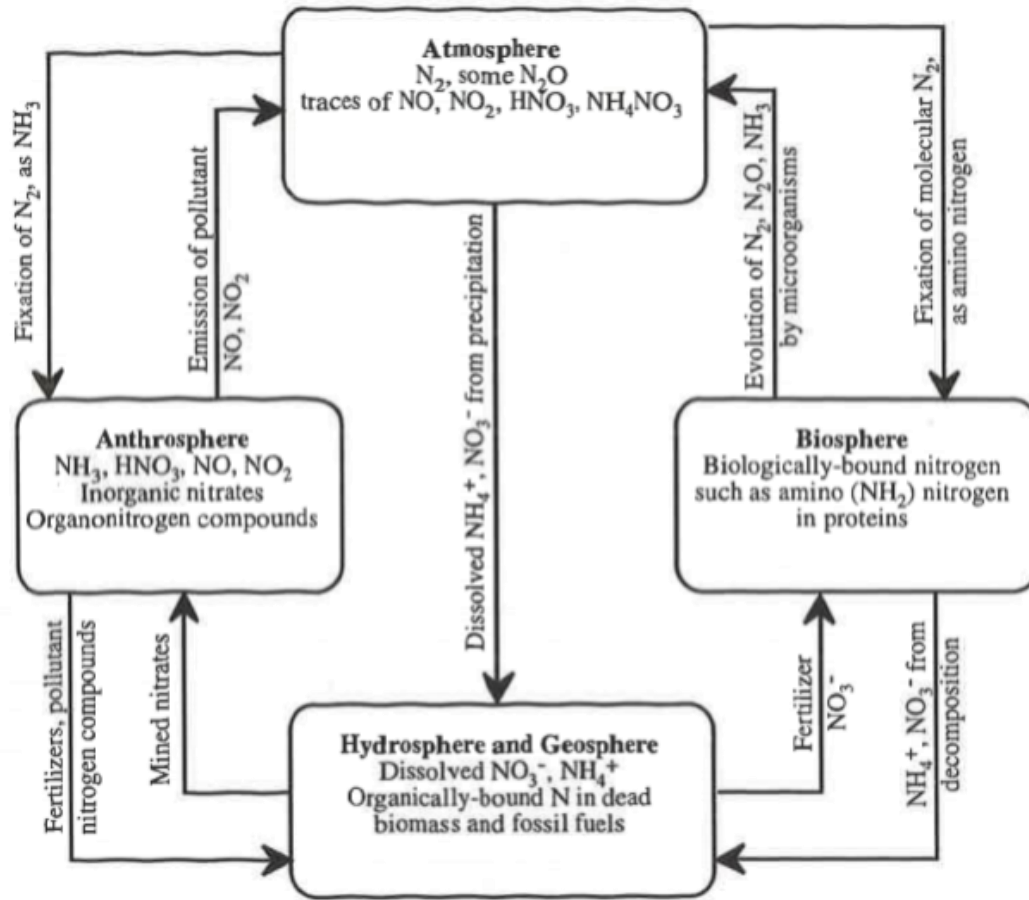 Atmosphere
N₂, some N₂O
traces of NO, NO₂, HNO₃, NH₄NO₃
Fixation of N₂, as NH₃
Emission of pollutant
NO, NO₂
Dissolved NH₄⁺, NO₃⁻ from precipitation
Evolution of N₂, N₂O, NH₃
by microorganisms
Fixation of molecular N₂,
as amino nitrogen
Anthrosphere
NH₃, HNO₃, NO, NO₂
Inorganic nitrates
Organonitrogen compounds
Biosphere
Biologically-bound nitrogen
such as amino (NH₂) nitrogen
in proteins
Fertilizers, pollutant
nitrogen compounds
Mined nitrates
Hydrosphere and Geosphere
Dissolved NO₃⁻, NH₄⁺
Organically-bound N in dead
biomass and fossil fuels
Fertilizer
NO₃⁻
NH₄⁺, NO₃⁻ from
decomposition